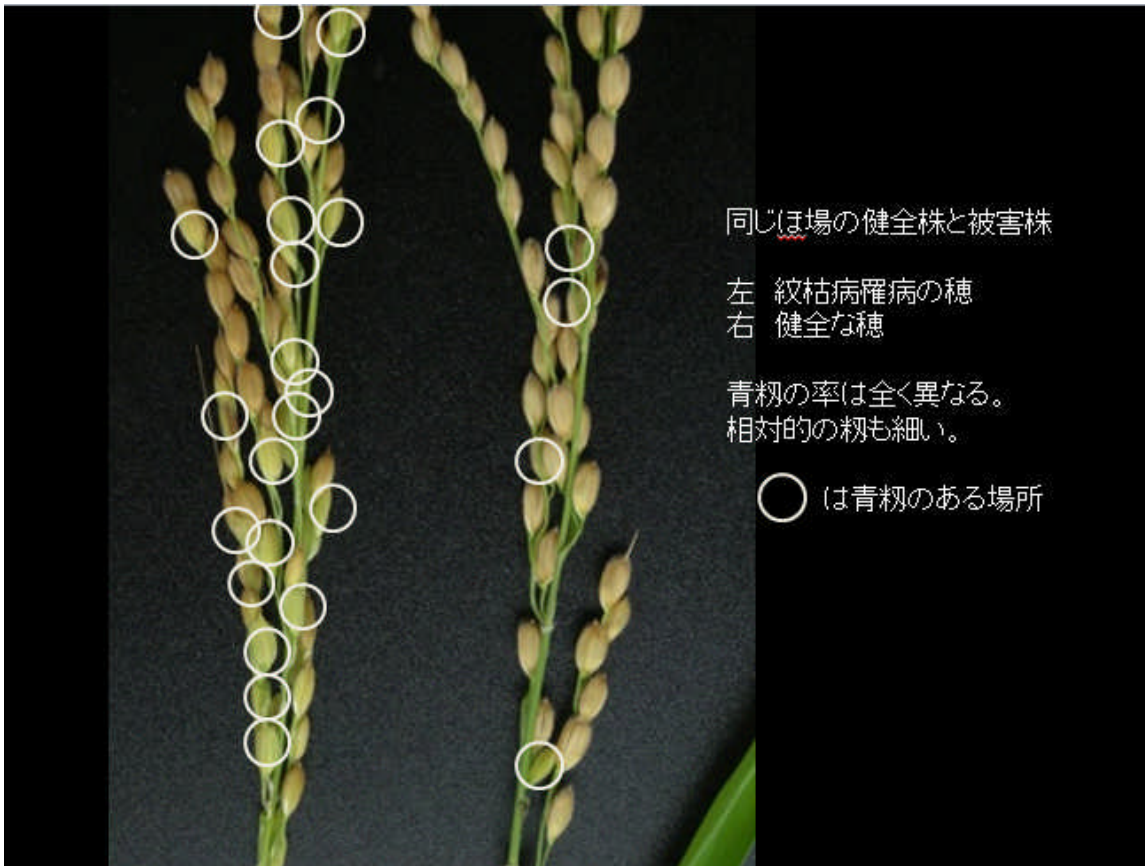 同じほ場の健全株と被害株
左　紋枯病罹病の穂
右　健全な穂
青籾の率は全く異なる。
相対的の籾も細い。
は青籾のある場所